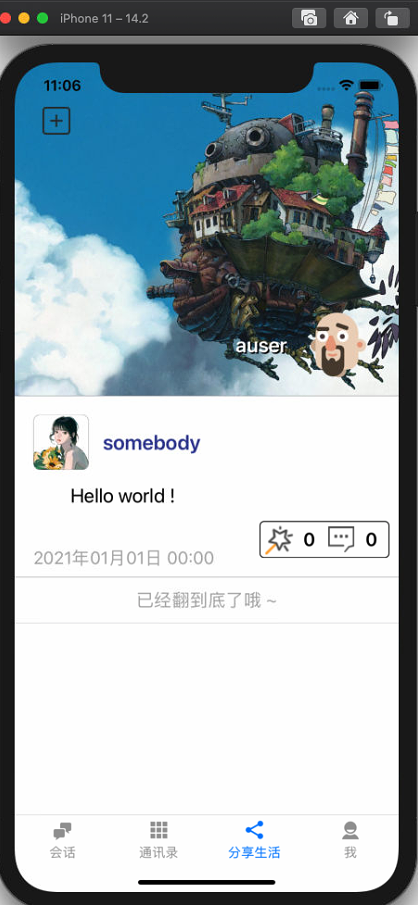 iPhone 11 – 14.2
11:06
auser
somebody
Hello world !
0 0
2021年01月01日 00:00
已经翻到底了哦 ~
会话 通讯录 分享生活 我